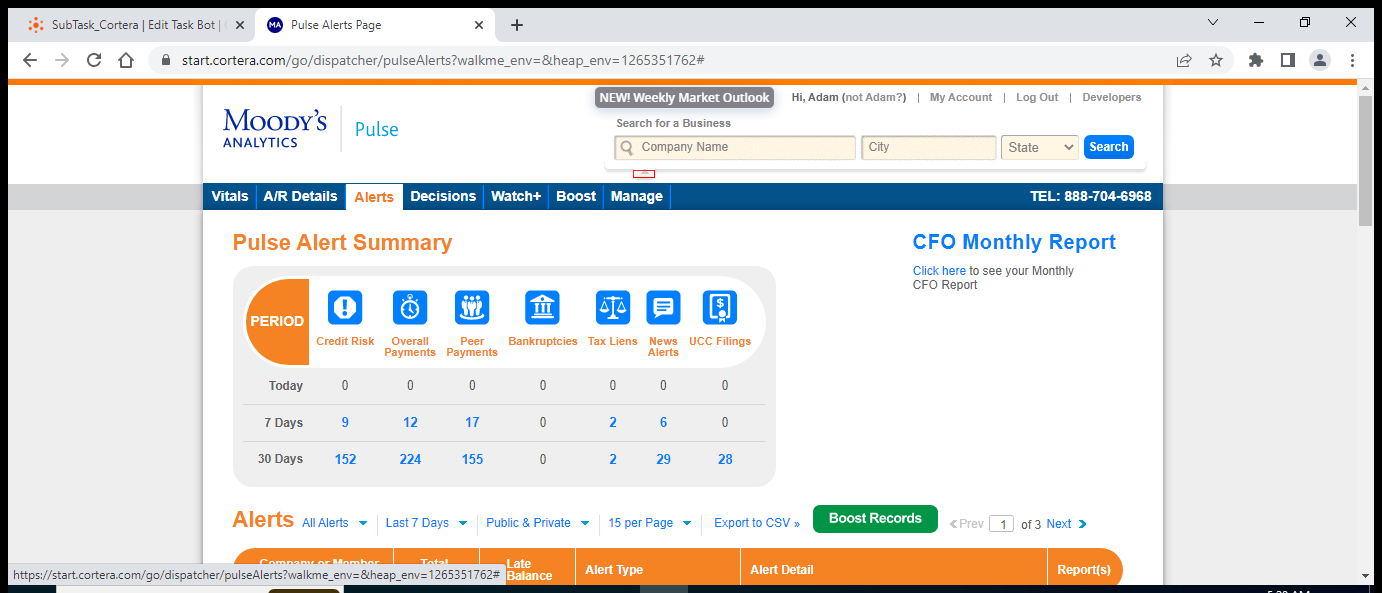 SubTask_Cortera | Edit Task Bot |
MA Pulse Alerts Page
start.cortera.com/go/dispatcher/pulseAlerts?walkme_env=&heap_env=1265351762#
NEW! Weekly Market Outlook
Hi, Adam (not Adam?) | My Account | Log Out | Developers
MOODY'S
ANALYTICS
Pulse
Search for a Business
Company Name
City
State
Search
Vitals A/R Details Alerts Decisions Watch+ Boost Manage TEL: 888-704-6968
Pulse Alert Summary
CFO Monthly Report
Click here to see your Monthly
CFO Report
PERIOD
Credit Risk Overall Peer Bankruptcies Tax Liens News UCC Filings
Payments Payments Alerts
Today 0 0 0 0 0 0 0
7 Days 9 12 17 0 2 6 0
30 Days 152 224 155 0 2 29 28
Alerts All Alerts Last 7 Days Public & Private 15 per Page Export to CSV » Boost Records Prev 1 of 3 Next
Company or Member Total Late
Balance Alert Type Alert Detail Report(s)
https://start.cortera.com/go/dispatcher/pulseAlerts?walkme_env=&heap_env=1265351762#